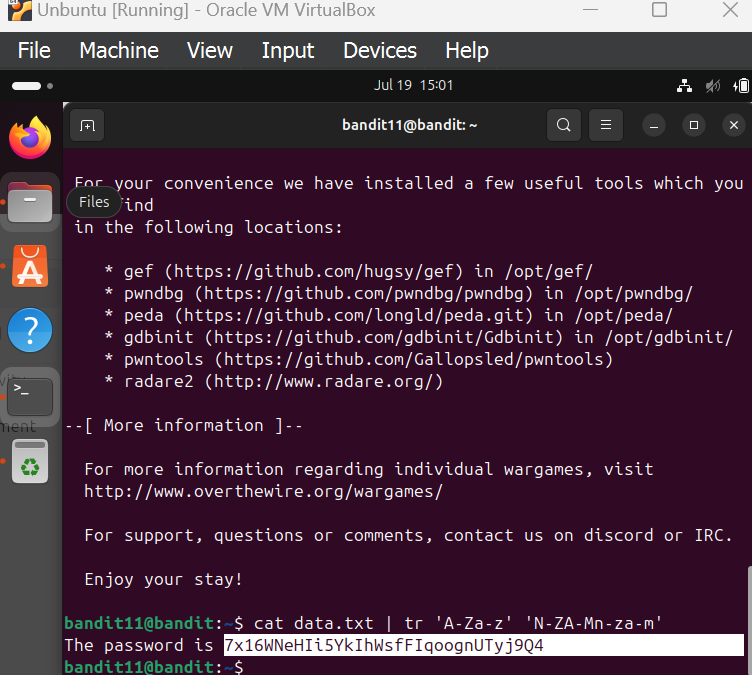 Unbuntu [Running] - Oracle VM VirtualBox
File Machine View Input Devices Help
Jul 19 15:01
bandit11@bandit: ~
For your convenience we have installed a few useful tools which you
find
Files
in the following locations:
* gef (https://github.com/hugsy/gef) in /opt/gef/
* pwndbg (https://github.com/pwndbg/pwndbg) in /opt/pwndbg/
* peda (https://github.com/longld/peda.git) in /opt/peda/
* gdbinit (https://github.com/gdbinit/Gdbinit) in /opt/gdbinit/
* pwntools (https://github.com/Gallopsled/pwntools)
* radare2 (http://www.radare.org/)
--[ More information ]--
For more information regarding individual wargames, visit
http://www.overthewire.org/wargames/
For support, questions or comments, contact us on discord or IRC.
Enjoy your stay!
bandit11@bandit:~$ cat data.txt | tr 'A-Za-z' 'N-ZA-Mn-za-m'
The password is 7x16WNeHIi5YkIhWsfFIqoognUTyj9Q4
bandit11@bandit:~$